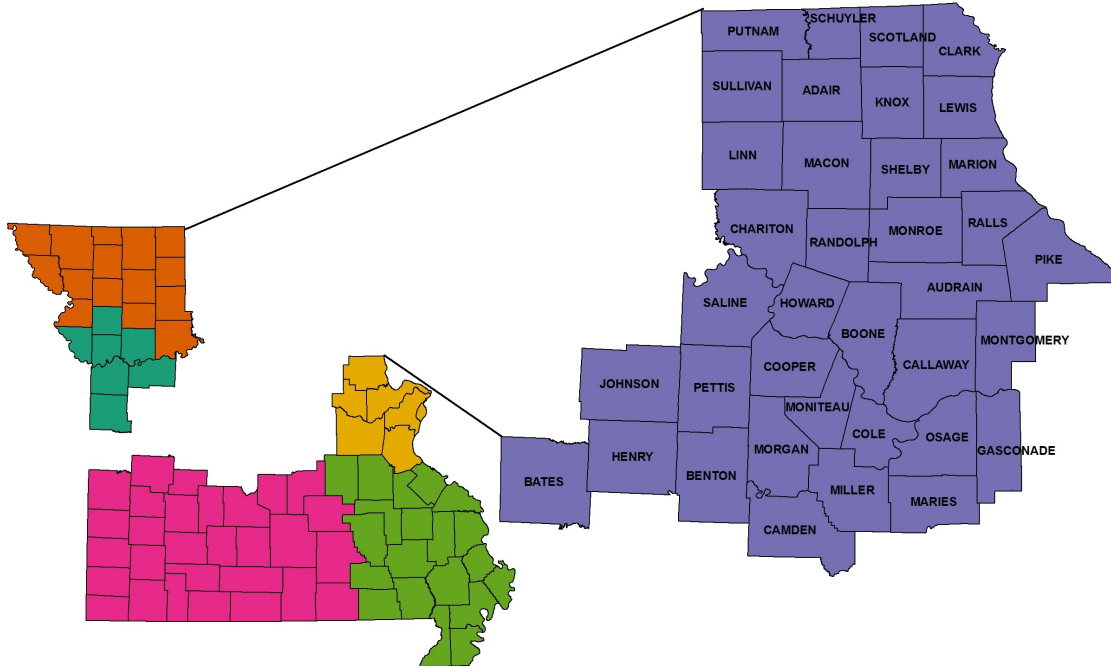 SCHUYLER
PUTNAM
SCOTLAND
CLARK
SULLIVAN
ADAIR
KNOX
LEWIS
LINN
MACON
SHELBY
MARION
CHARITON
RANDOLPH
MONROE
RALLS
PIKE
SALINE
HOWARD
AUDRAIN
BOONE
MONTGOMERY
CALLAWAY
COOPER
JOHNSON
PETTIS
MONITEAU
COLE
OSAGE
GASCONADE
HENRY
MORGAN
BENTON
BATES
MILLER
MARIES
CAMDEN